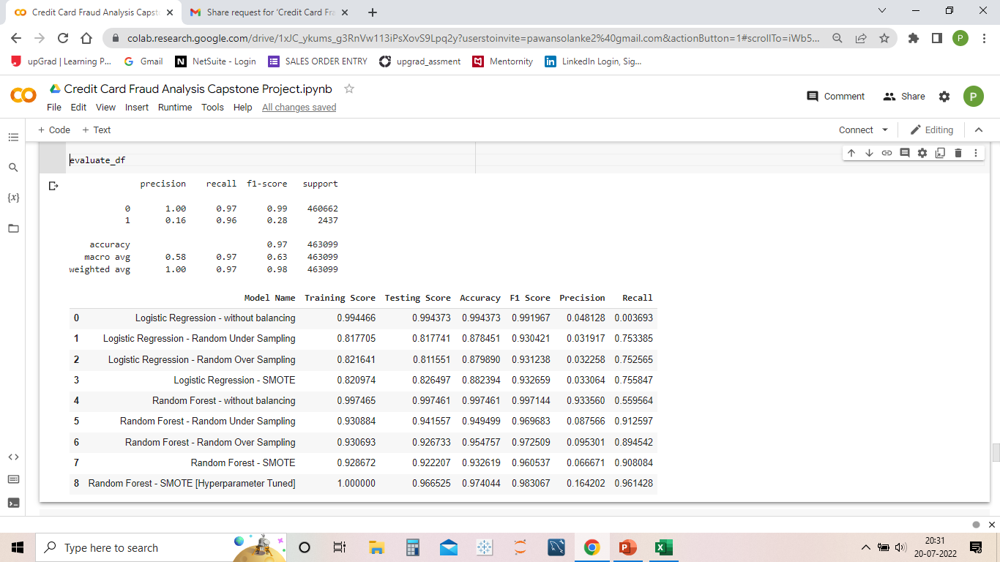 Credit Card Fraud Analysis Capst
Share request for 'Credit Card Fra
colab.research.google.com/drive/1xJC_ykums_g3RnVw113iPsXovS9Lpq2y?userstoinvite=pawansolanke2%40gmail.com&actionButton=1#scrollTo=iWb5...
P
upGrad | Learning P...
Gmail
NetSuite - Login
SALES ORDER ENTRY
upgrad_assment
Mentornity
LinkedIn Login, Sig...
Credit Card Fraud Analysis Capstone Project.ipynb
Comment
Share
P
File Edit View Insert Runtime Tools Help All changes saved
+ Code + Text
Connect
Editing
evaluate_df
precision recall f1-score support
0 1.00 0.97 0.99 460662
1 0.16 0.96 0.28 2437
accuracy 0.97 463099
macro avg 0.58 0.97 0.63 463099
weighted avg 1.00 0.97 0.98 463099
Model Name Training Score Testing Score Accuracy F1 Score Precision Recall
0 Logistic Regression - without balancing 0.994466 0.994373 0.994373 0.991967 0.048128 0.003693
1 Logistic Regression - Random Under Sampling 0.817705 0.817741 0.878451 0.930421 0.031917 0.753385
2 Logistic Regression - Random Over Sampling 0.821641 0.811551 0.879890 0.931238 0.032258 0.752565
3 Logistic Regression - SMOTE 0.820974 0.826497 0.882394 0.932659 0.033064 0.755847
4 Random Forest - without balancing 0.997465 0.997461 0.997461 0.997144 0.933560 0.559564
5 Random Forest - Random Under Sampling 0.930884 0.941557 0.949499 0.969683 0.087566 0.912597
6 Random Forest - Random Over Sampling 0.930693 0.926733 0.954757 0.972509 0.095301 0.894542
7 Random Forest - SMOTE 0.928672 0.922207 0.932619 0.960537 0.066671 0.908084
8 Random Forest - SMOTE [Hyperparameter Tuned] 1.000000 0.966525 0.974044 0.983067 0.164202 0.961428
Type here to search
20:31
20-07-2022